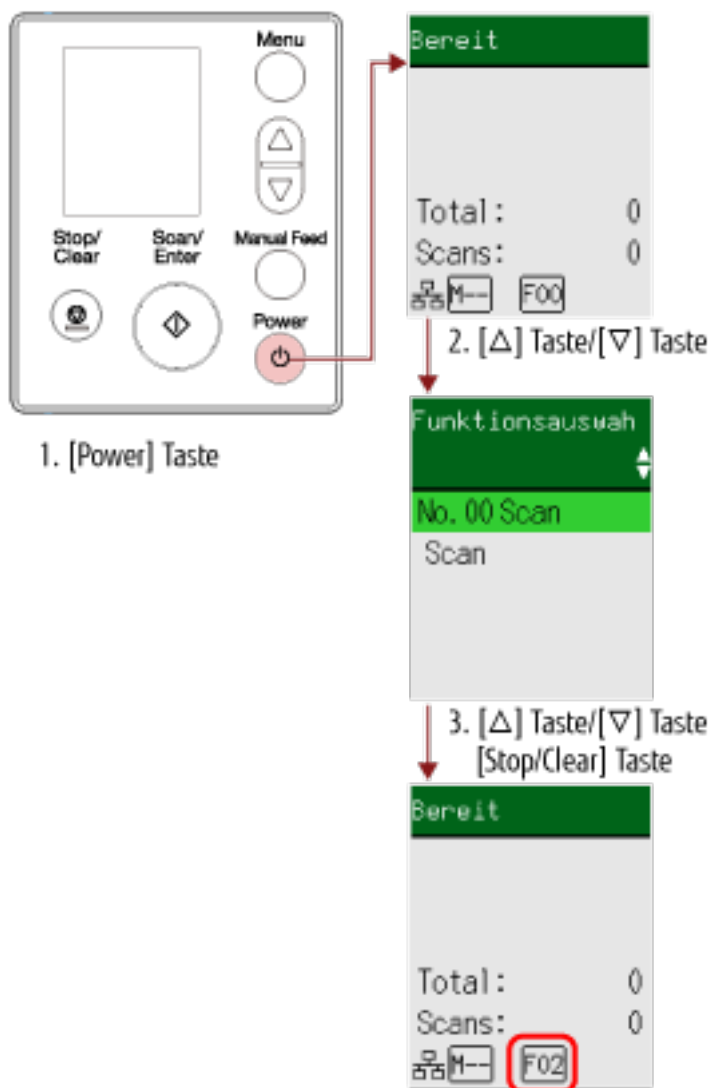 Menu
Stop/
Clear
Scan/
Enter
Manual Feed
Power
1. [Power] Taste
Bereit
Total: 0
Scans: 0
M-- F00
2. [△] Taste/[▽] Taste
Funktionsauswah
No. 00 Scan
Scan
3. [△] Taste/[▽] Taste
[Stop/Clear] Taste
Bereit
Total: 0
Scans: 0
M-- F02